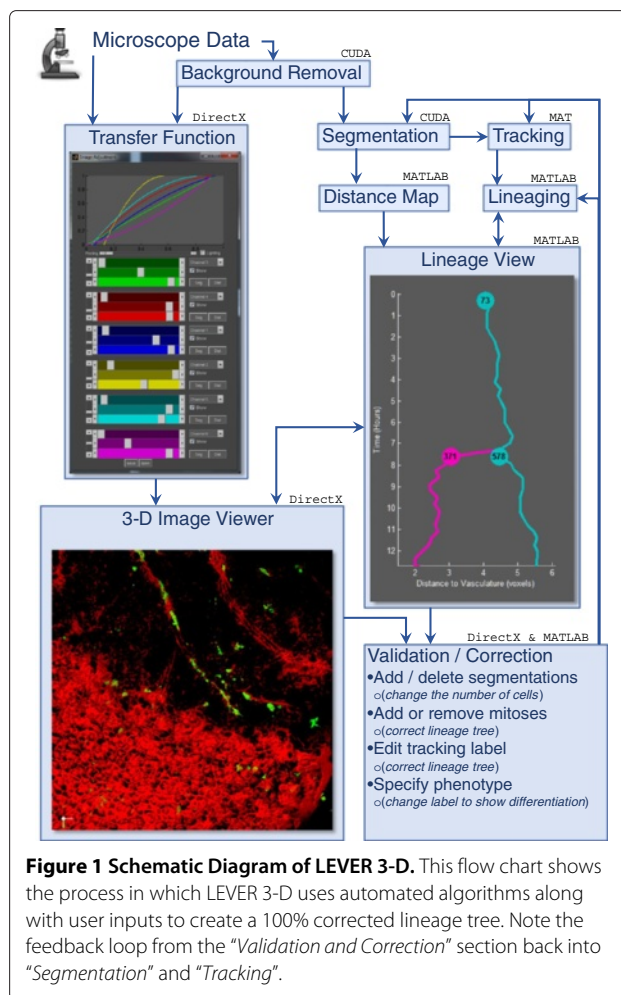 Microscope Data
CUDA
Background Removal
DirectX
Transfer Function
CUDA
Segmentation
MAT
Tracking
MATLAB
Distance Map
MATLAB
Lineaging
MATLAB
Lineage View
0
1
2
3
4
5
6
7
8
9
10
11
12
Time (Hours)
73
571
578
2
3
4
5
6
Distance to Vasculature (voxels)
DirectX
3-D Image Viewer
DirectX & MATLAB
Validation / Correction
•Add / delete segmentations
o(change the number of cells)
•Add or remove mitoses
o(correct lineage tree)
•Edit tracking label
o(correct lineage tree)
•Specify phenotype
o(change label to show differentiation)
Figure 1 Schematic Diagram of LEVER 3-D. This flow chart shows
the process in which LEVER 3-D uses automated algorithms along
with user inputs to create a 100% corrected lineage tree. Note the
feedback loop from the "Validation and Correction" section back into
"Segmentation" and "Tracking".